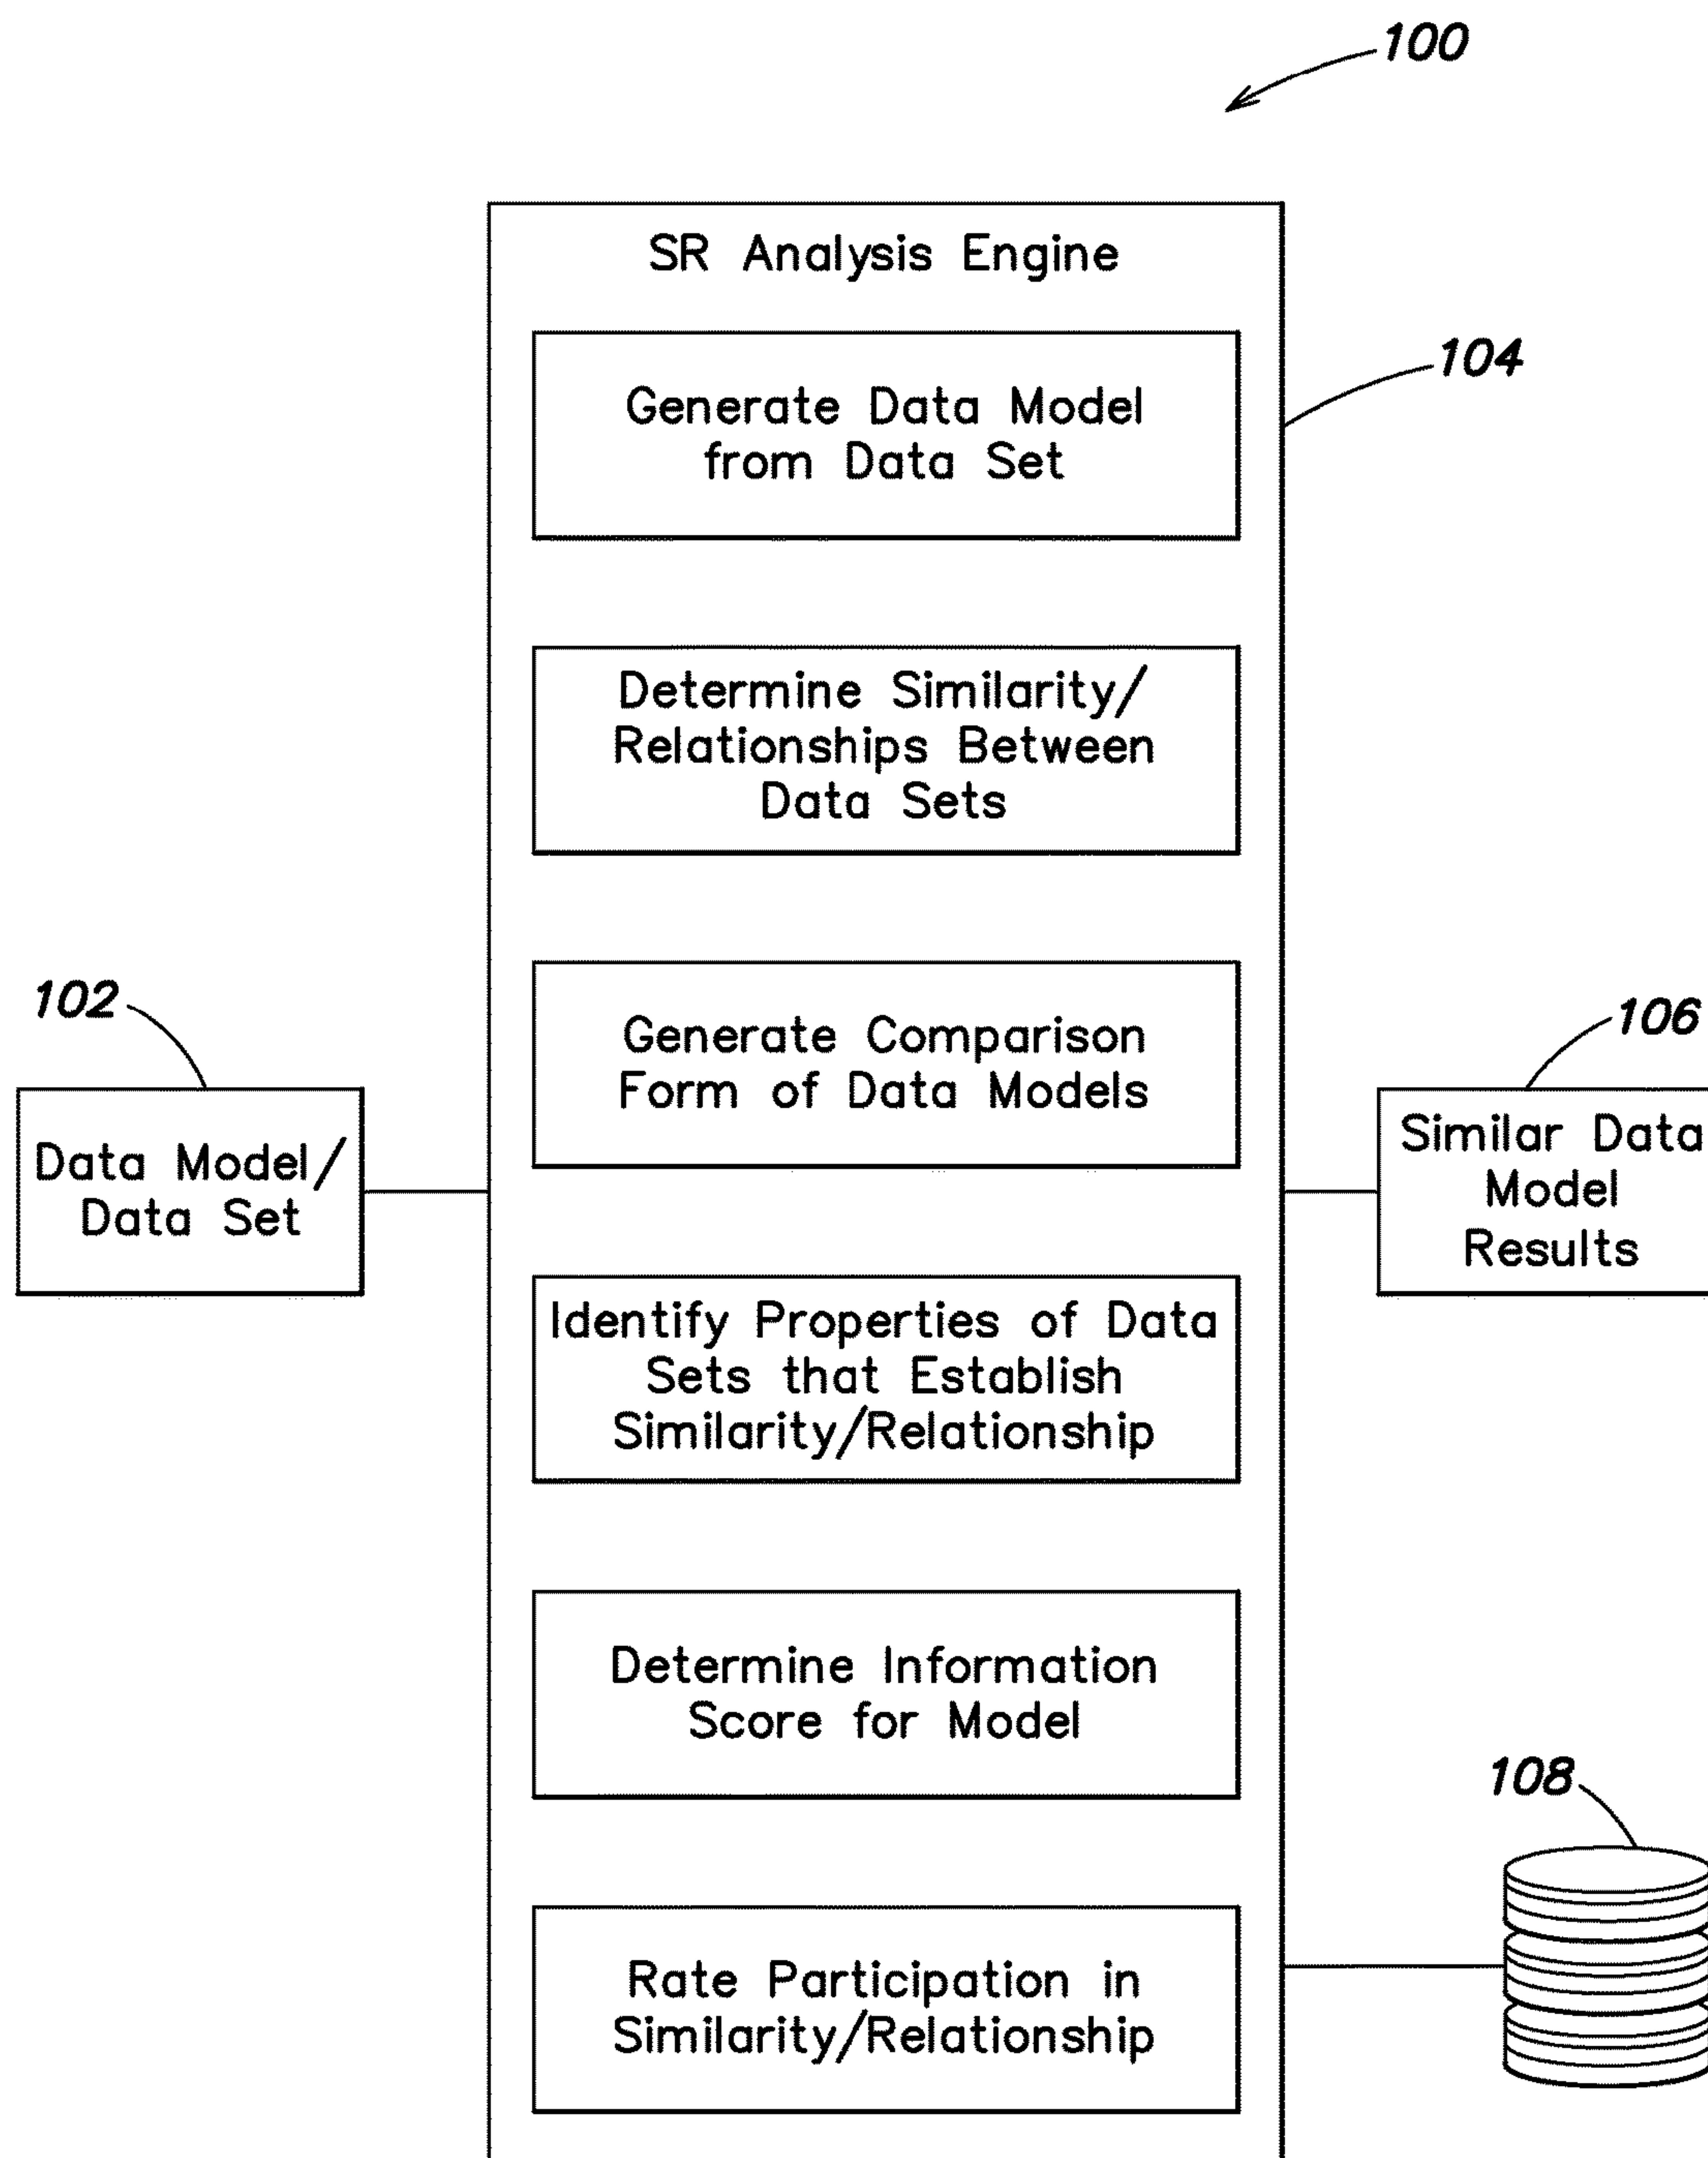 100
SR Analysis Engine
104
Generate Data Model
from Data Set
Determine Similarity/
Relationships Between
Data Sets
102
Data Model/
Data Set
Generate Comparison
Form of Data Models
106
Similar Data
Model
Results
Identify Properties of Data
Sets that Establish
Similarity/Relationship
Determine Information
Score for Model
108
Rate Participation in
Similarity/Relationship